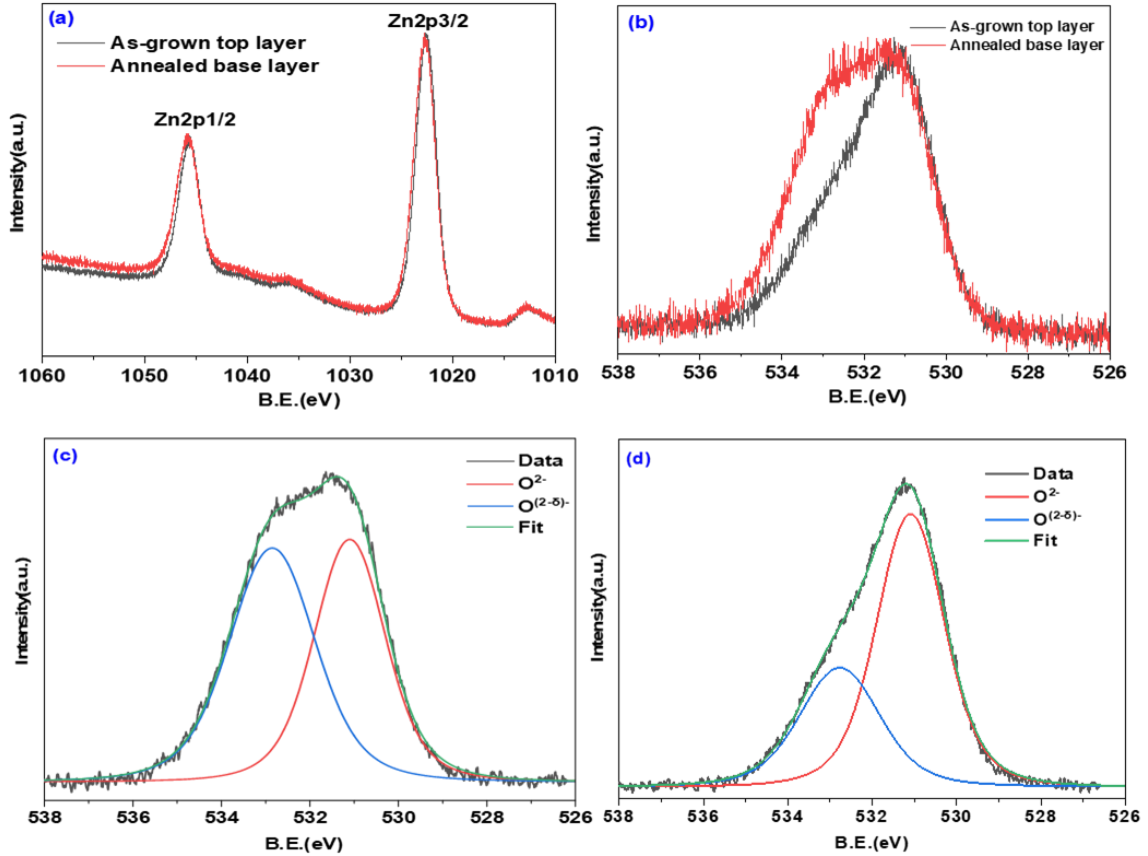 (a)
Zn2p3/2
As-grown top layer
Annealed base layer
Zn2p1/2
Intensity(a.u.)
1060 1050 1040 1030 1020 1010
B.E.(eV)
(b)
As-grown top layer
Annealed base layer
Intensity(a.u.)
538 536 534 532 530 528 526
B.E.(eV)
(c)
Data
O²⁻
O⁽²⁻ᵟ⁾⁻
Fit
Intensity(a.u.)
538 536 534 532 530 528 526
B.E.(eV)
(d)
Data
O²⁻
O⁽²⁻ᵟ⁾⁻
Fit
Intensity(a.u.)
538 536 534 532 530 528 526
B.E.(eV)